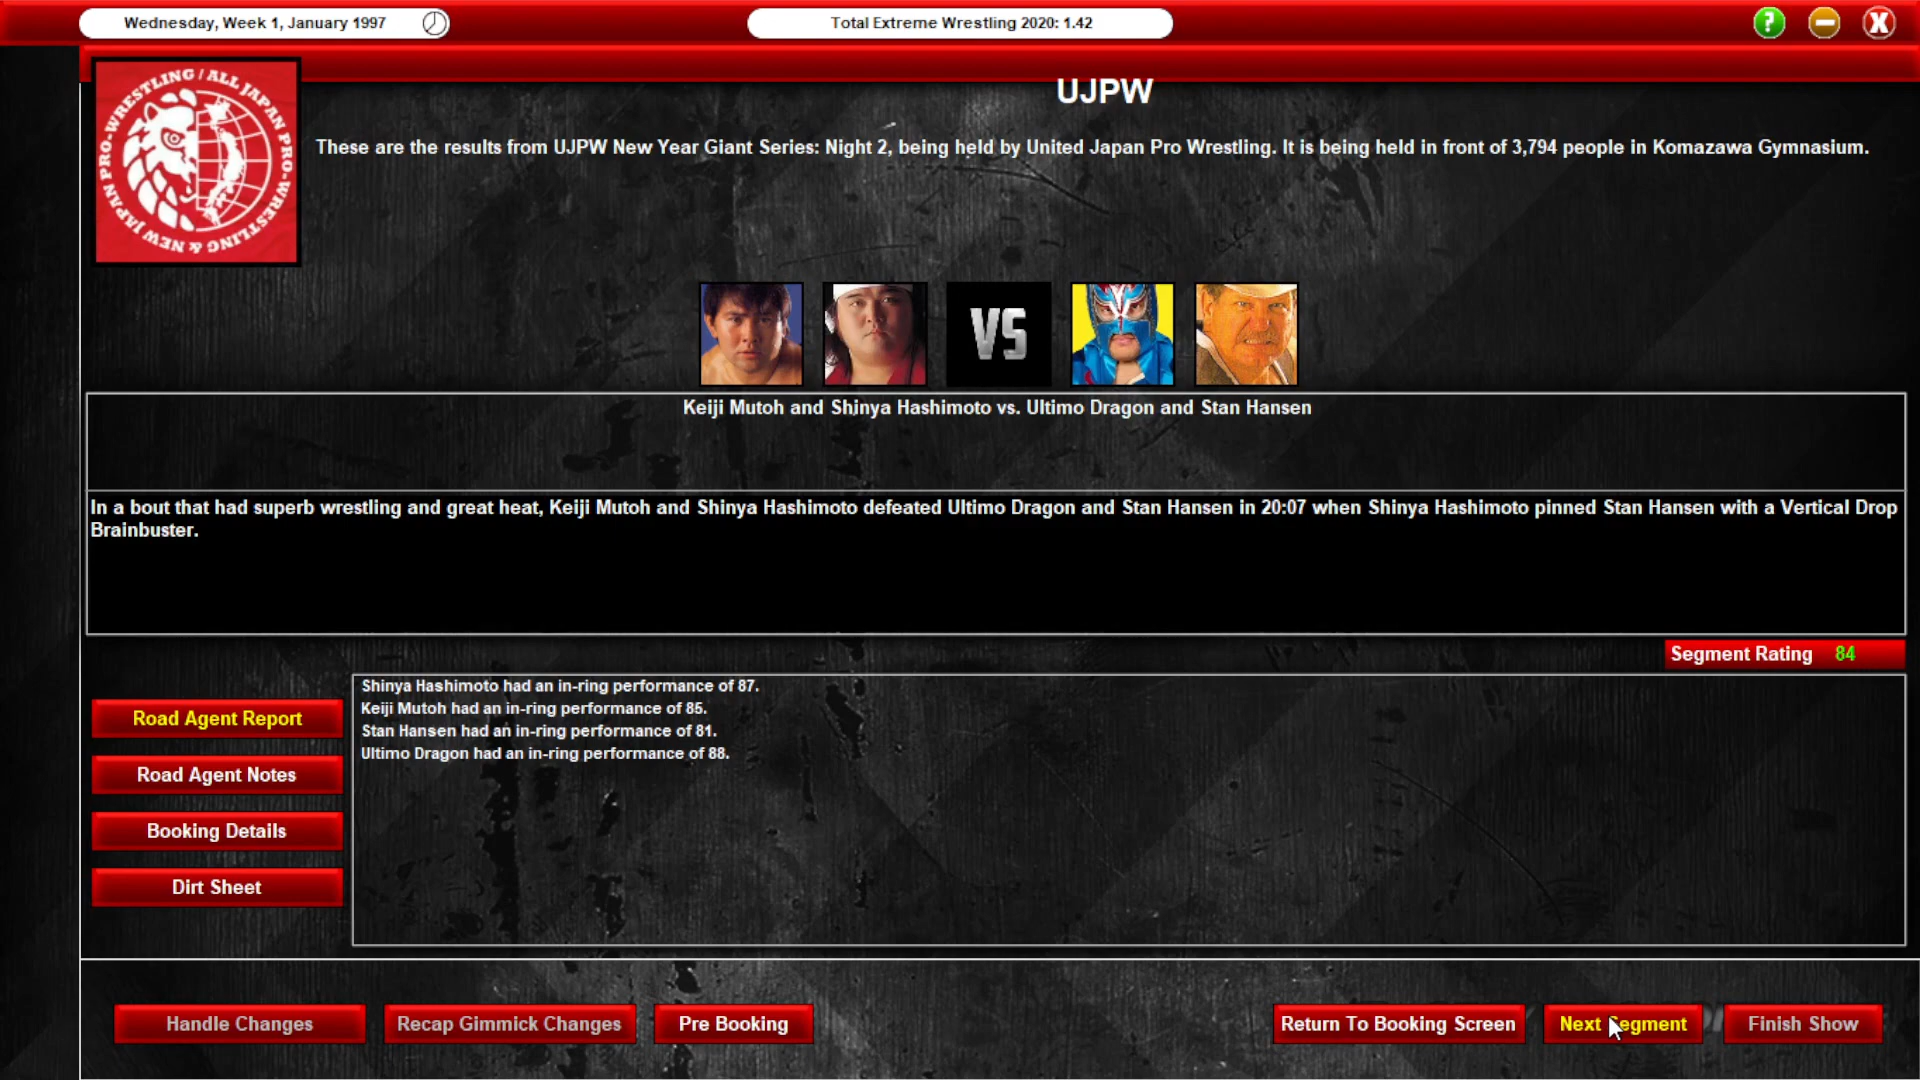 Wednesday, Week 1, January 1997
Total Extreme Wrestling 2020: 1.42
?
X
PRO-WRESTLING / ALL JAPAN PRO-WRESTLING & NEW JAPAN
UJPW
These are the results from UJPW New Year Giant Series: Night 2, being held by United Japan Pro Wrestling. It is being held in front of 3,794 people in Komazawa Gymnasium.
VS
Keiji Mutoh and Shinya Hashimoto vs. Ultimo Dragon and Stan Hansen
In a bout that had superb wrestling and great heat, Keiji Mutoh and Shinya Hashimoto defeated Ultimo Dragon and Stan Hansen in 20:07 when Shinya Hashimoto pinned Stan Hansen with a Vertical Drop
Brainbuster.
Segment Rating 84
Shinya Hashimoto had an in-ring performance of 87.
Keiji Mutoh had an in-ring performance of 85.
Stan Hansen had an in-ring performance of 81.
Ultimo Dragon had an in-ring performance of 88.
Road Agent Report
Road Agent Notes
Booking Details
Dirt Sheet
Handle Changes
Recap Gimmick Changes
Pre Booking
Return To Booking Screen
Next Segment
Finish Show